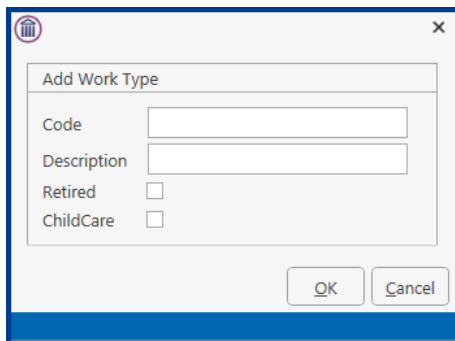 Add Work Type
Code
Description
Retired
ChildCare
OK Cancel